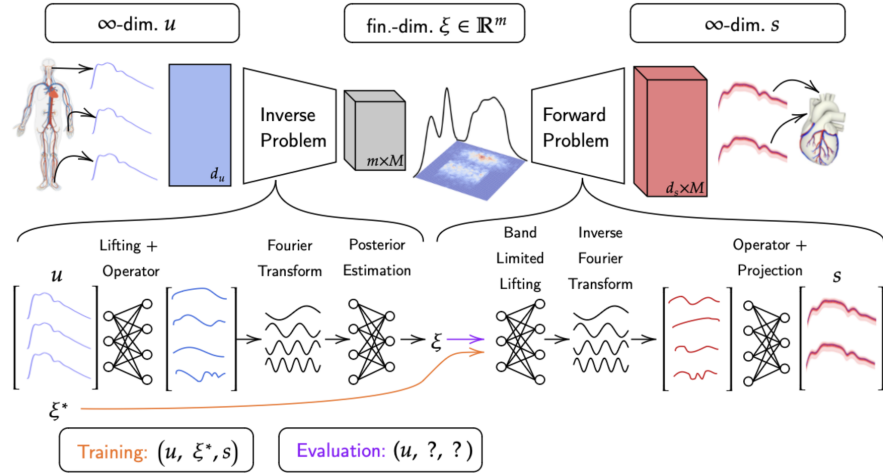 ∞-dim. u
fin.-dim. ξ ∈ ℝᵐ
∞-dim. s
Inverse
Problem
Forward
Problem
d_u
m×M
d_s×M
Lifting +
Operator
Fourier
Transform
Posterior
Estimation
Band
Limited
Lifting
Inverse
Fourier
Transform
Operator +
Projection
u
s
ξ
ξ*
Training: (u, ξ*, s)
Evaluation: (u, ?, ?)